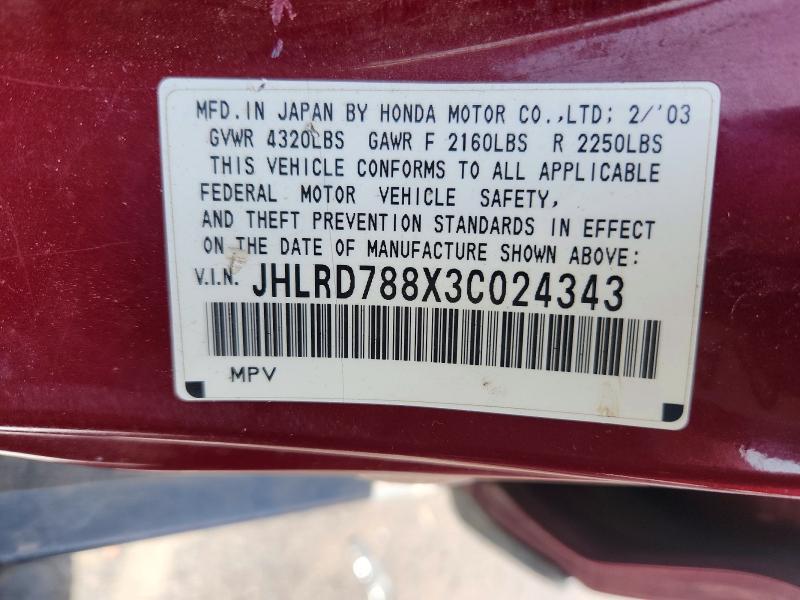 MFD. IN JAPAN BY HONDA MOTOR CO.,LTD; 2/'03
GVWR 4320LBS GAWR F 2160LBS R 2250LBS
THIS VEHICLE CONFORMS TO ALL APPLICABLE
FEDERAL MOTOR VEHICLE SAFETY,
AND THEFT PREVENTION STANDARDS IN EFFECT
ON THE DATE OF MANUFACTURE SHOWN ABOVE:
V.I.N. JHLRD788X3C024343
MPV